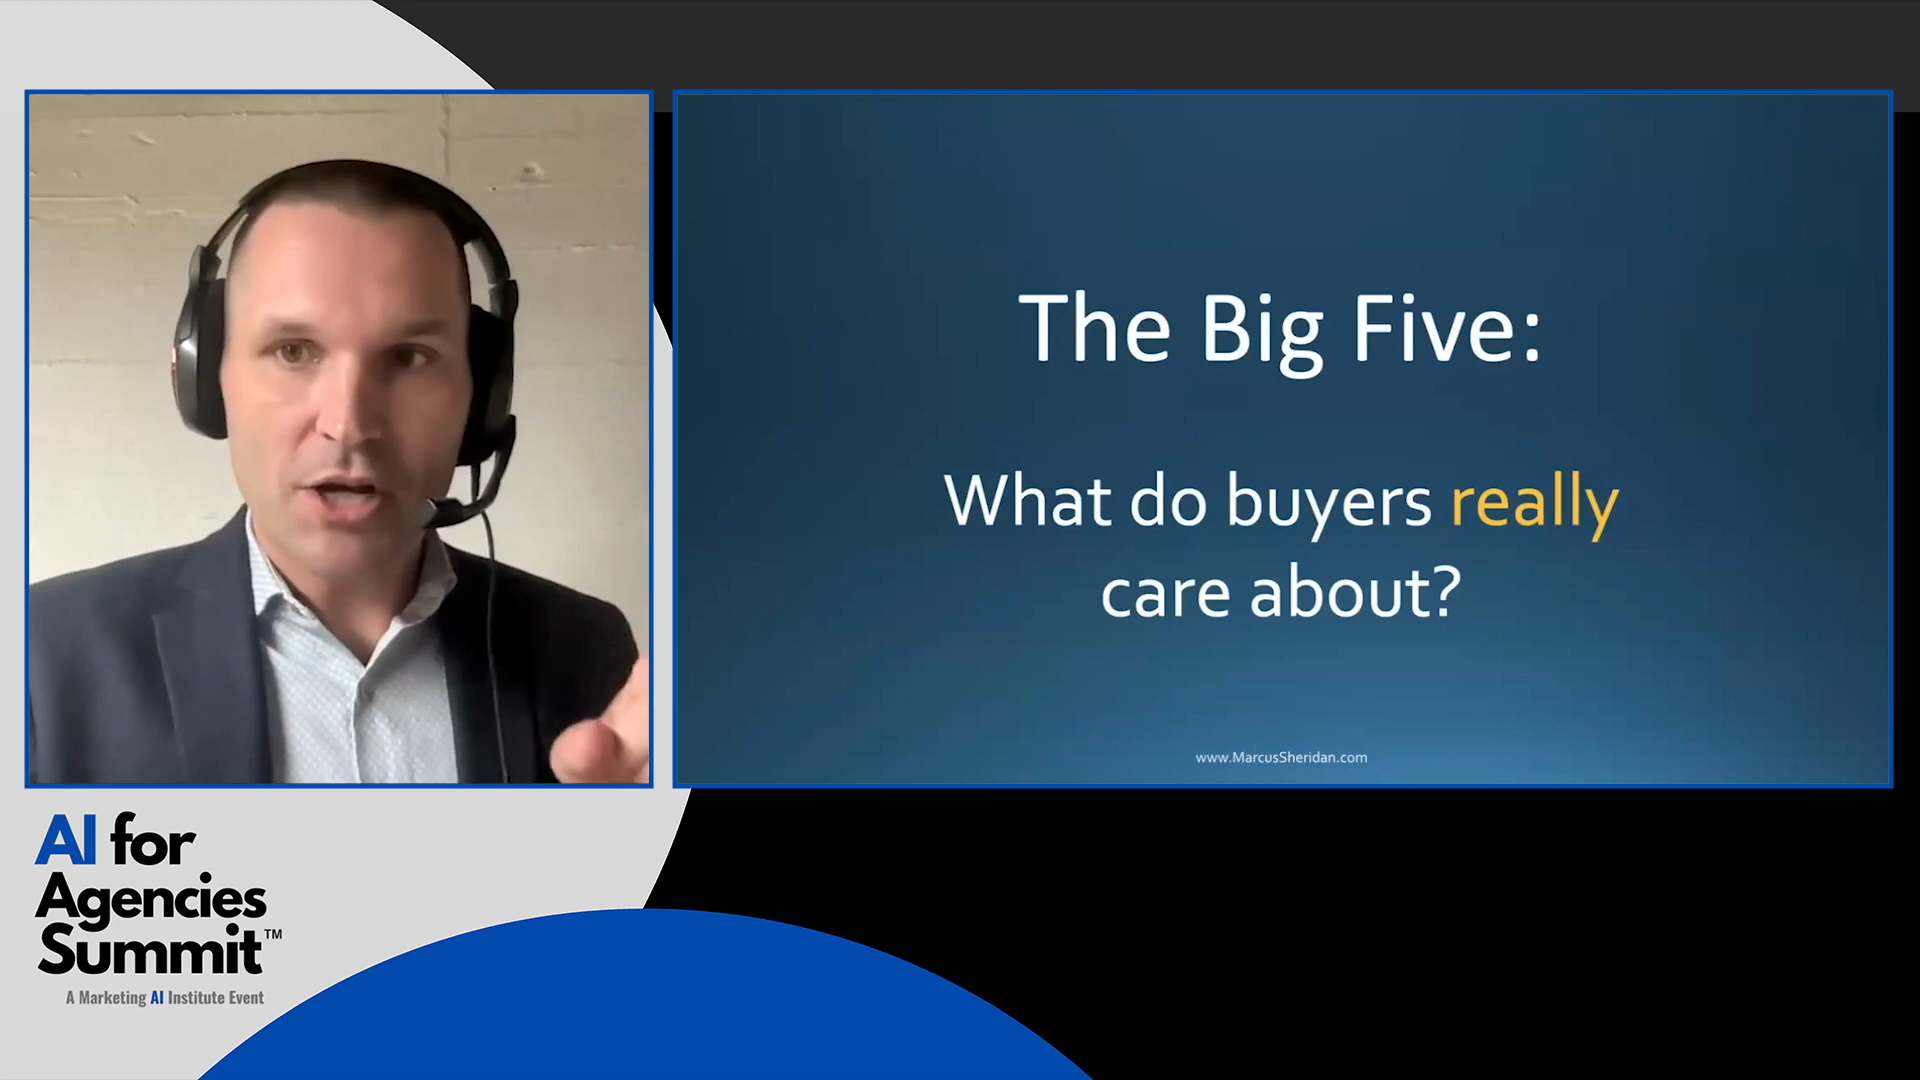 The Big Five:
What do buyers really
care about?
www.MarcusSheridan.com
AI for
Agencies
Summit™
A Marketing AI Institute Event